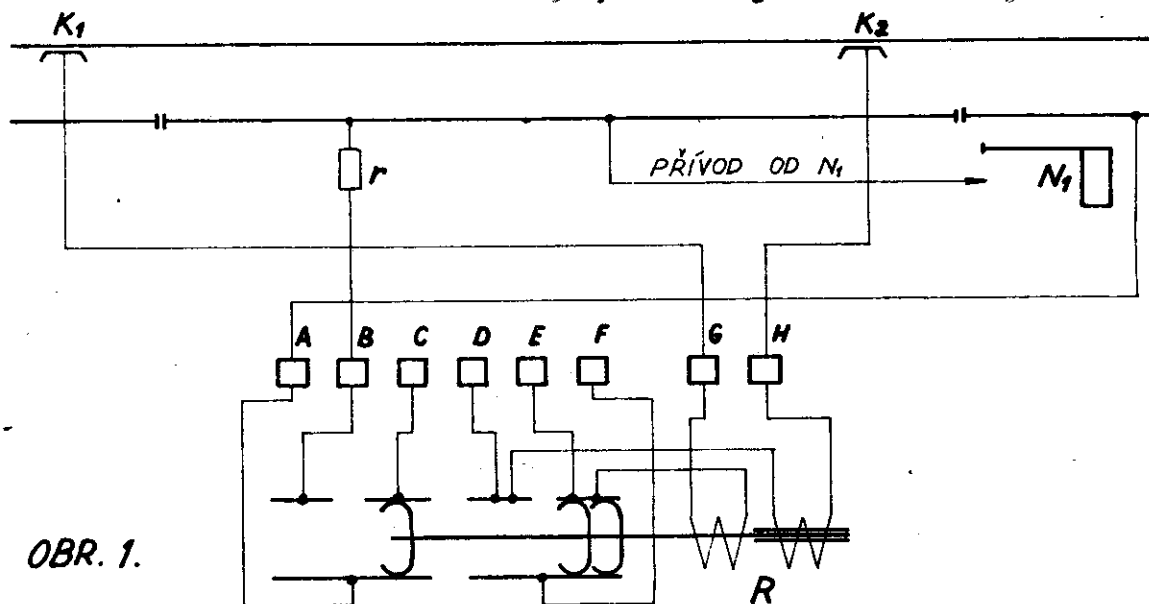 K1 K2
r
PŘÍVOD OD N1 N1
A B C D E F G H
OBR. 1.
R